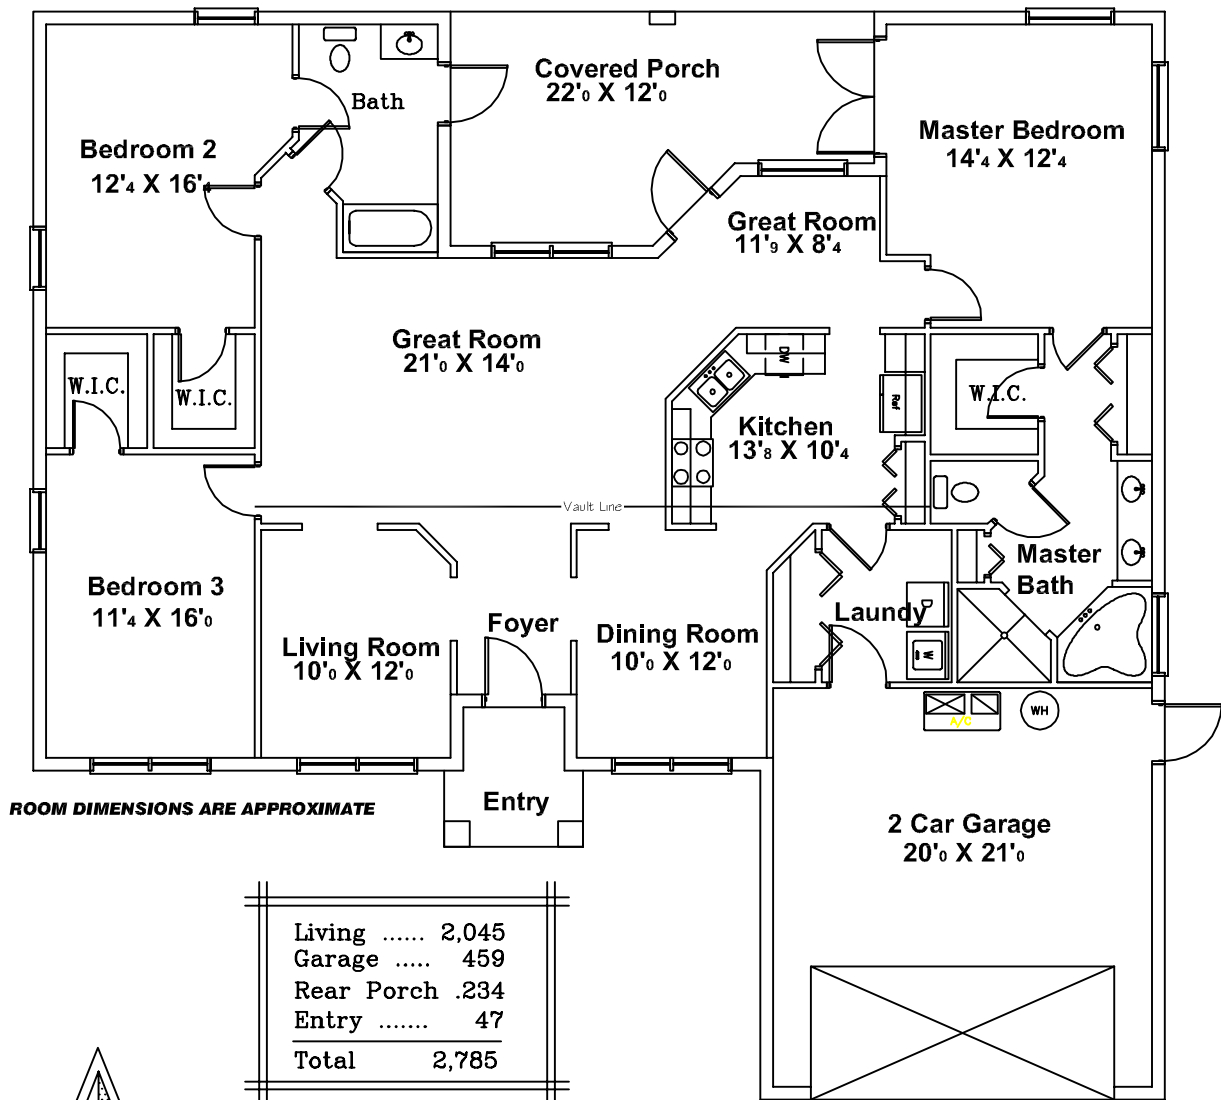 Covered Porch
22'0 X 12'0
Bath
Bedroom 2
12'4 X 16'
Master Bedroom
14'4 X 12'4
Great Room
11'9 X 8'4
Great Room
21'0 X 14'0
DW
W.I.C.
W.I.C.
W.I.C.
Ref
Kitchen
13'8 X 10'4
Vault Line
Master
Bath
Bedroom 3
11'4 X 16'0
D
Laundy
Foyer
Living Room
10'0 X 12'0
Dining Room
10'0 X 12'0
W
A/C
WH
Entry
ROOM DIMENSIONS ARE APPROXIMATE
2 Car Garage
20'0 X 21'0
Living ...... 2,045
Garage ..... 459
Rear Porch .234
Entry ....... 47
Total 2,785